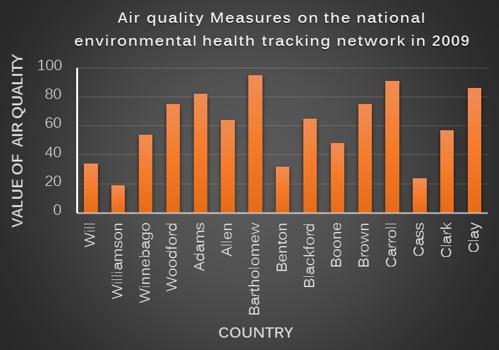 Air quality Measures on the national
environmental health tracking network in 2009
VALUE OF AIR QUALITY
100
80
60
40
20
0
Will
Williamson
Winnebago
Woodford
Adams
Allen
Bartholomew
Benton
Blackford
Boone
Brown
Carroll
Cass
Clark
Clay
COUNTRY